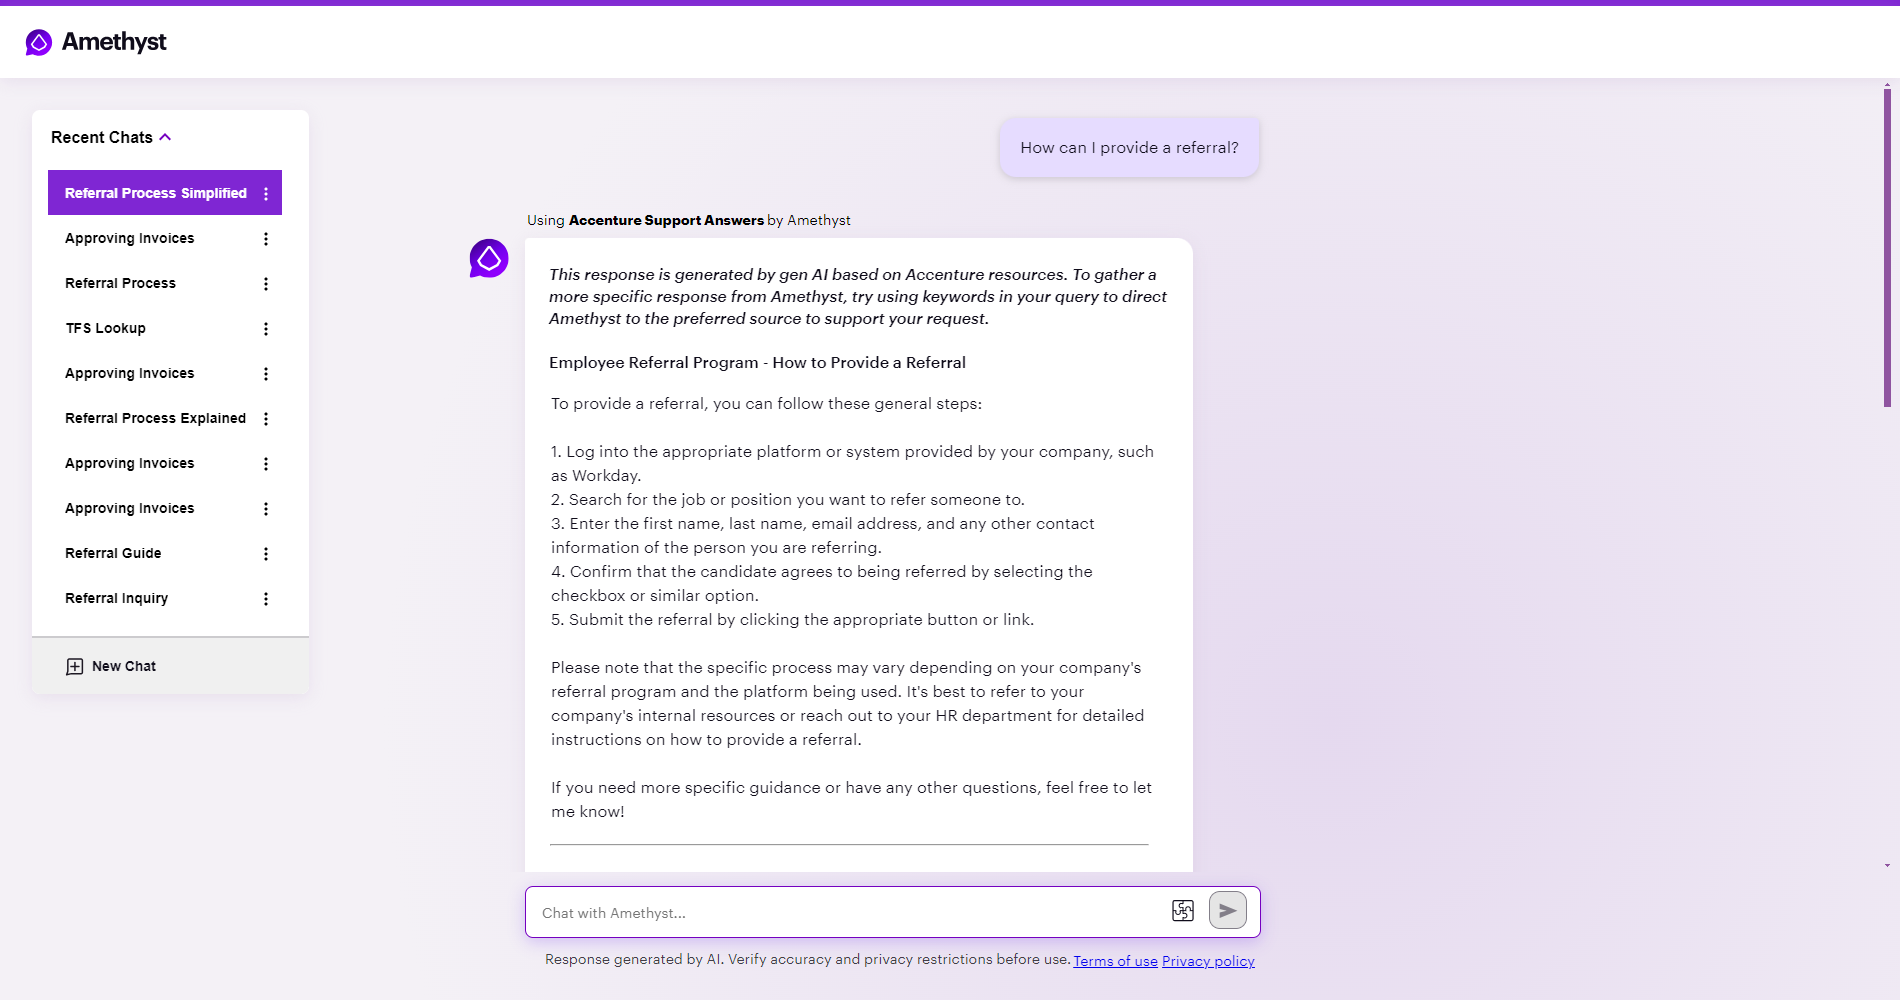 Amethyst
Recent Chats
Referral Process Simplified
Approving Invoices
Referral Process
TFS Lookup
Approving Invoices
Referral Process Explained
Approving Invoices
Approving Invoices
Referral Guide
Referral Inquiry
New Chat
How can I provide a referral?
Using Accenture Support Answers by Amethyst
This response is generated by gen AI based on Accenture resources. To gather a
more specific response from Amethyst, try using keywords in your query to direct
Amethyst to the preferred source to support your request.
Employee Referral Program - How to Provide a Referral
To provide a referral, you can follow these general steps:
1. Log into the appropriate platform or system provided by your company, such
as Workday.
2. Search for the job or position you want to refer someone to.
3. Enter the first name, last name, email address, and any other contact
information of the person you are referring.
4. Confirm that the candidate agrees to being referred by selecting the
checkbox or similar option.
5. Submit the referral by clicking the appropriate button or link.
Please note that the specific process may vary depending on your company's
referral program and the platform being used. It's best to refer to your
company's internal resources or reach out to your HR department for detailed
instructions on how to provide a referral.
If you need more specific guidance or have any other questions, feel free to let
me know!
Chat with Amethyst...
Response generated by AI. Verify accuracy and privacy restrictions before use. Terms of use Privacy policy